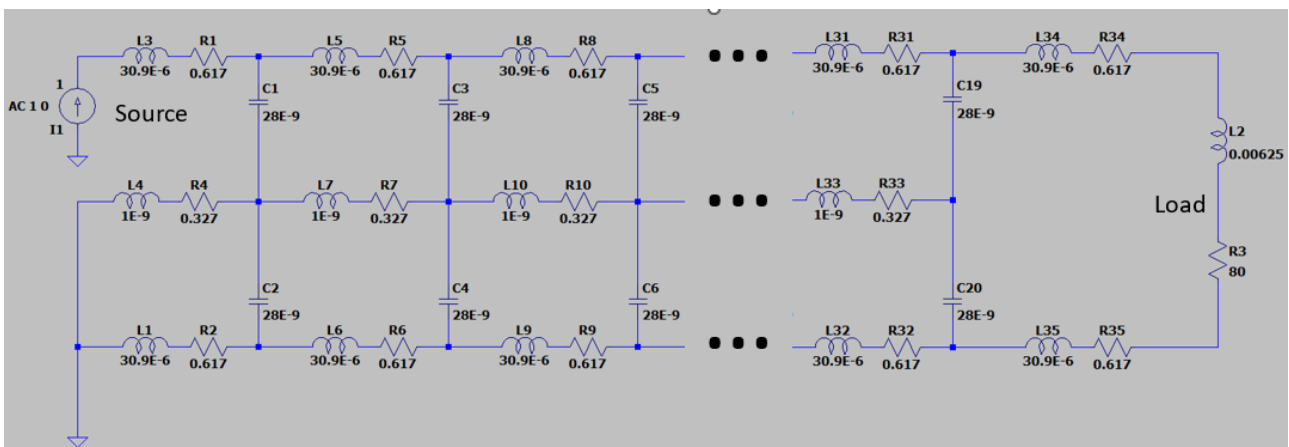 L3 R1 L5 R5 L8 R8 L31 R31 L34 R34
30.9E-6 0.617 30.9E-6 0.617 30.9E-6 0.617 30.9E-6 0.617 30.9E-6 0.617
1 C1 C3 C5 C19
AC 1 0 Source 28E-9 28E-9 28E-9 28E-9
I1
L2
0.00625
L4 R4 L7 R7 L10 R10 L33 R33
1E-9 0.327 1E-9 0.327 1E-9 0.327 1E-9 0.327
Load
R3
80
C2 C4 C6 C20
28E-9 28E-9 28E-9 28E-9
L1 R2 L6 R6 L9 R9 L32 R32 L35 R35
30.9E-6 0.617 30.9E-6 0.617 30.9E-6 0.617 30.9E-6 0.617 30.9E-6 0.617